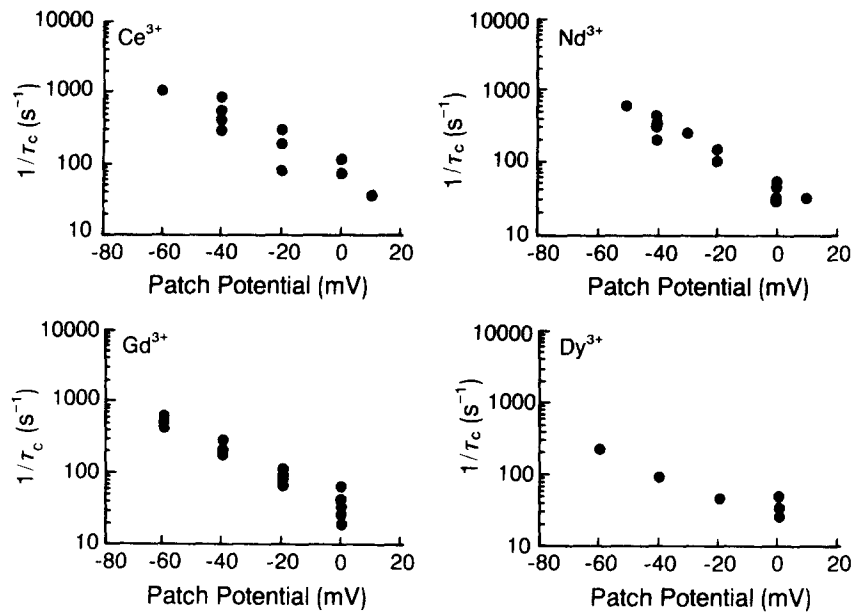 Ce³⁺
10000
1000
100
10
1/τc (s⁻¹)
-80 -60 -40 -20 0 20
Patch Potential (mV)
Nd³⁺
10000
1000
100
10
1/τc (s⁻¹)
-80 -60 -40 -20 0 20
Patch Potential (mV)
Gd³⁺
10000
1000
100
10
1/τc (s⁻¹)
-80 -60 -40 -20 0 20
Patch Potential (mV)
Dy³⁺
10000
1000
100
10
1/τc (s⁻¹)
-80 -60 -40 -20 0 20
Patch Potential (mV)